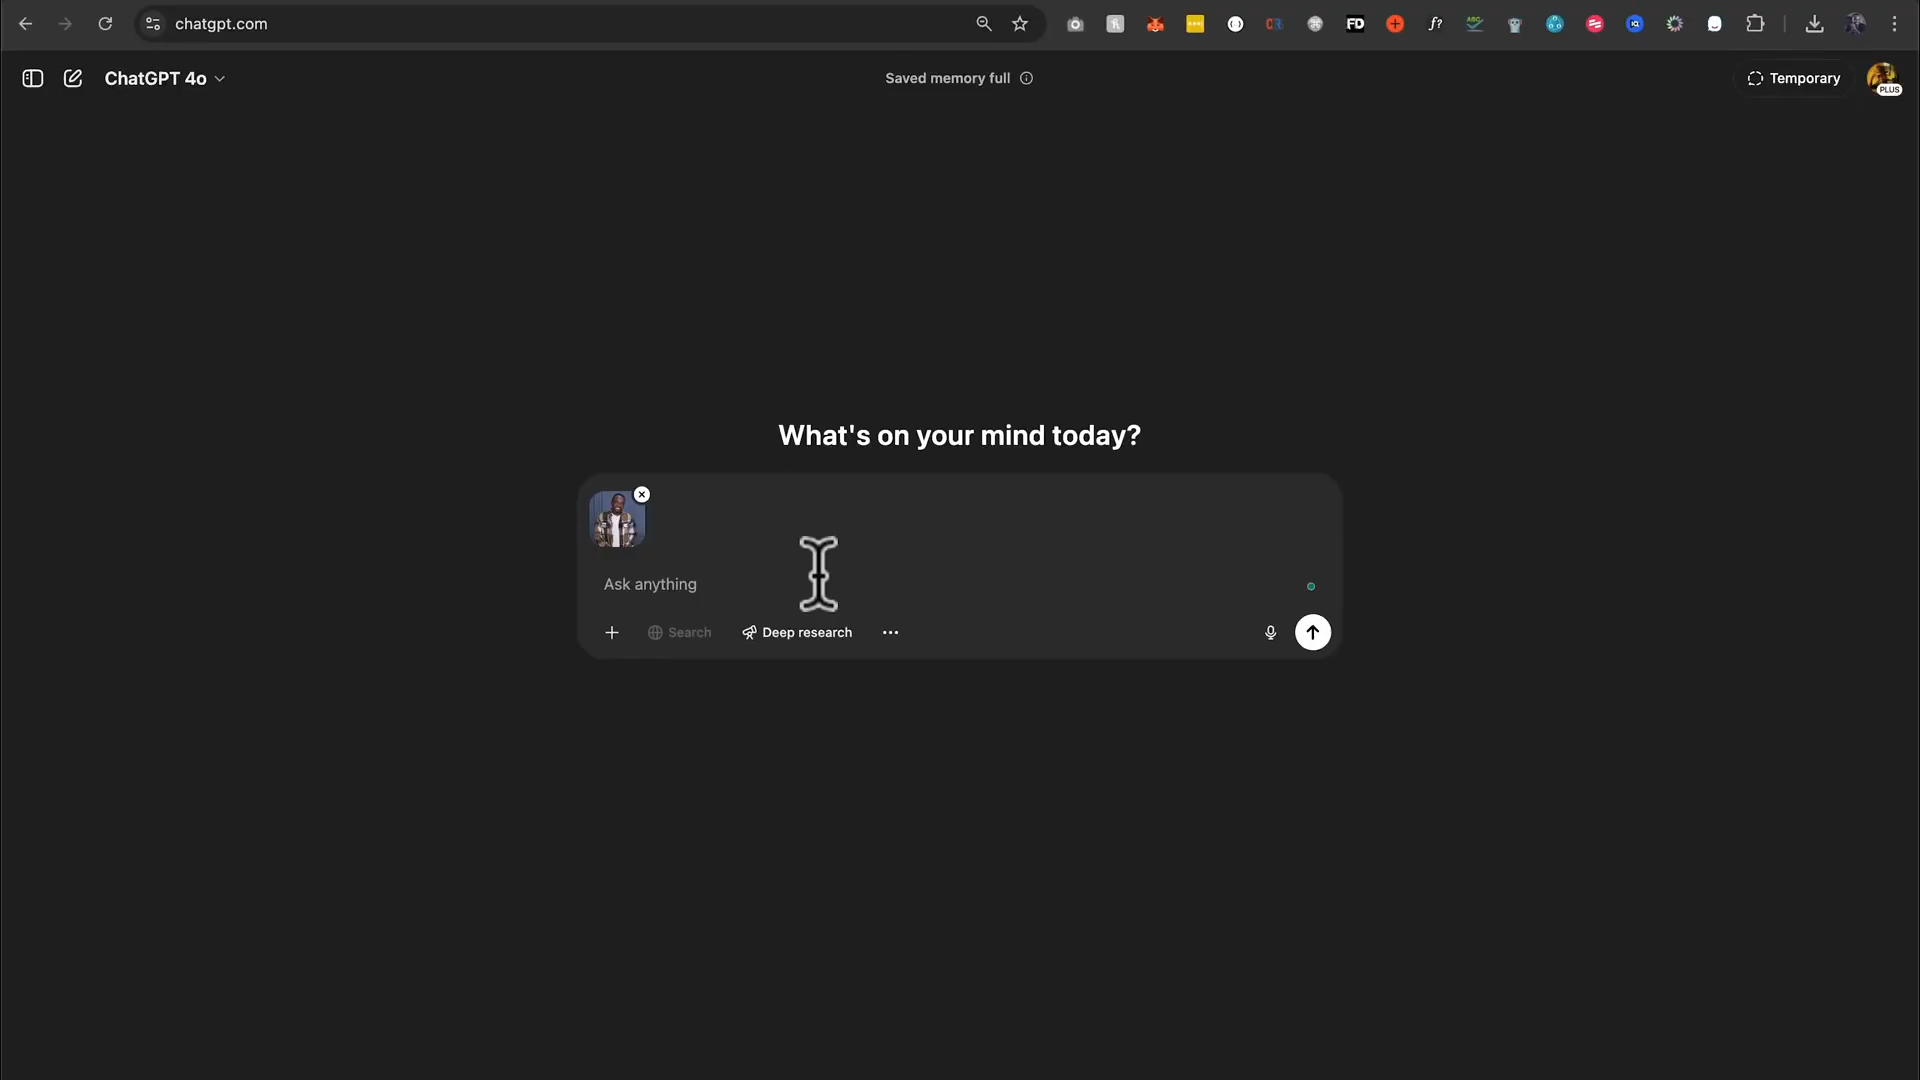 chatgpt.com
FD
f?
ABC
ChatGPT 4o
Saved memory full
Temporary
PLUS
What's on your mind today?
Ask anything
Search
Deep research